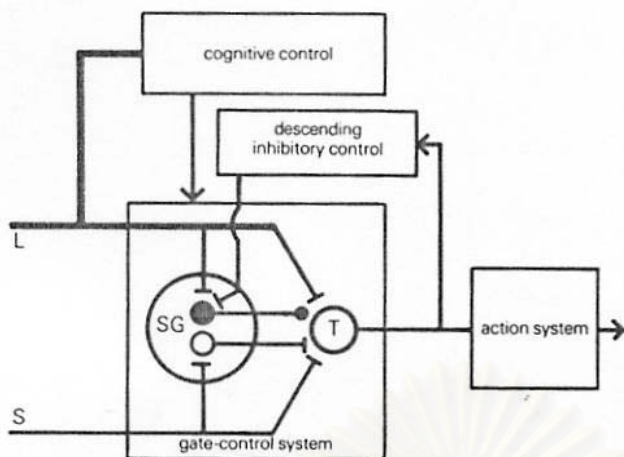 cognitive control
descending
inhibitory control
L
SG
T
action system
S
gate-control system